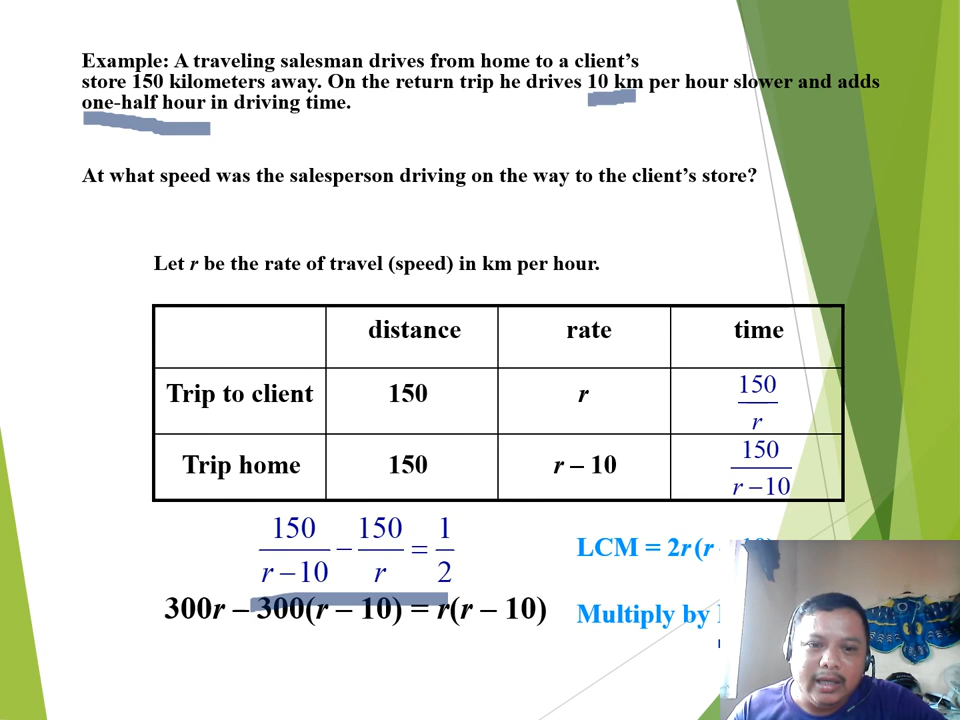 Example: A traveling salesman drives from home to a client’s
store 150 kilometers away. On the return trip he drives 10 km per hour slower and adds
one-half hour in driving time.
At what speed was the salesperson driving on the way to the client’s store?
Let r be the rate of travel (speed) in km per hour.
distance rate time
Trip to client 150 r 150/r
Trip home 150 r – 10 150/(r – 10)
150/(r – 10) – 150/r = 1/2
LCM = 2r (r
300r – 300(r – 10) = r(r – 10)
Multiply by